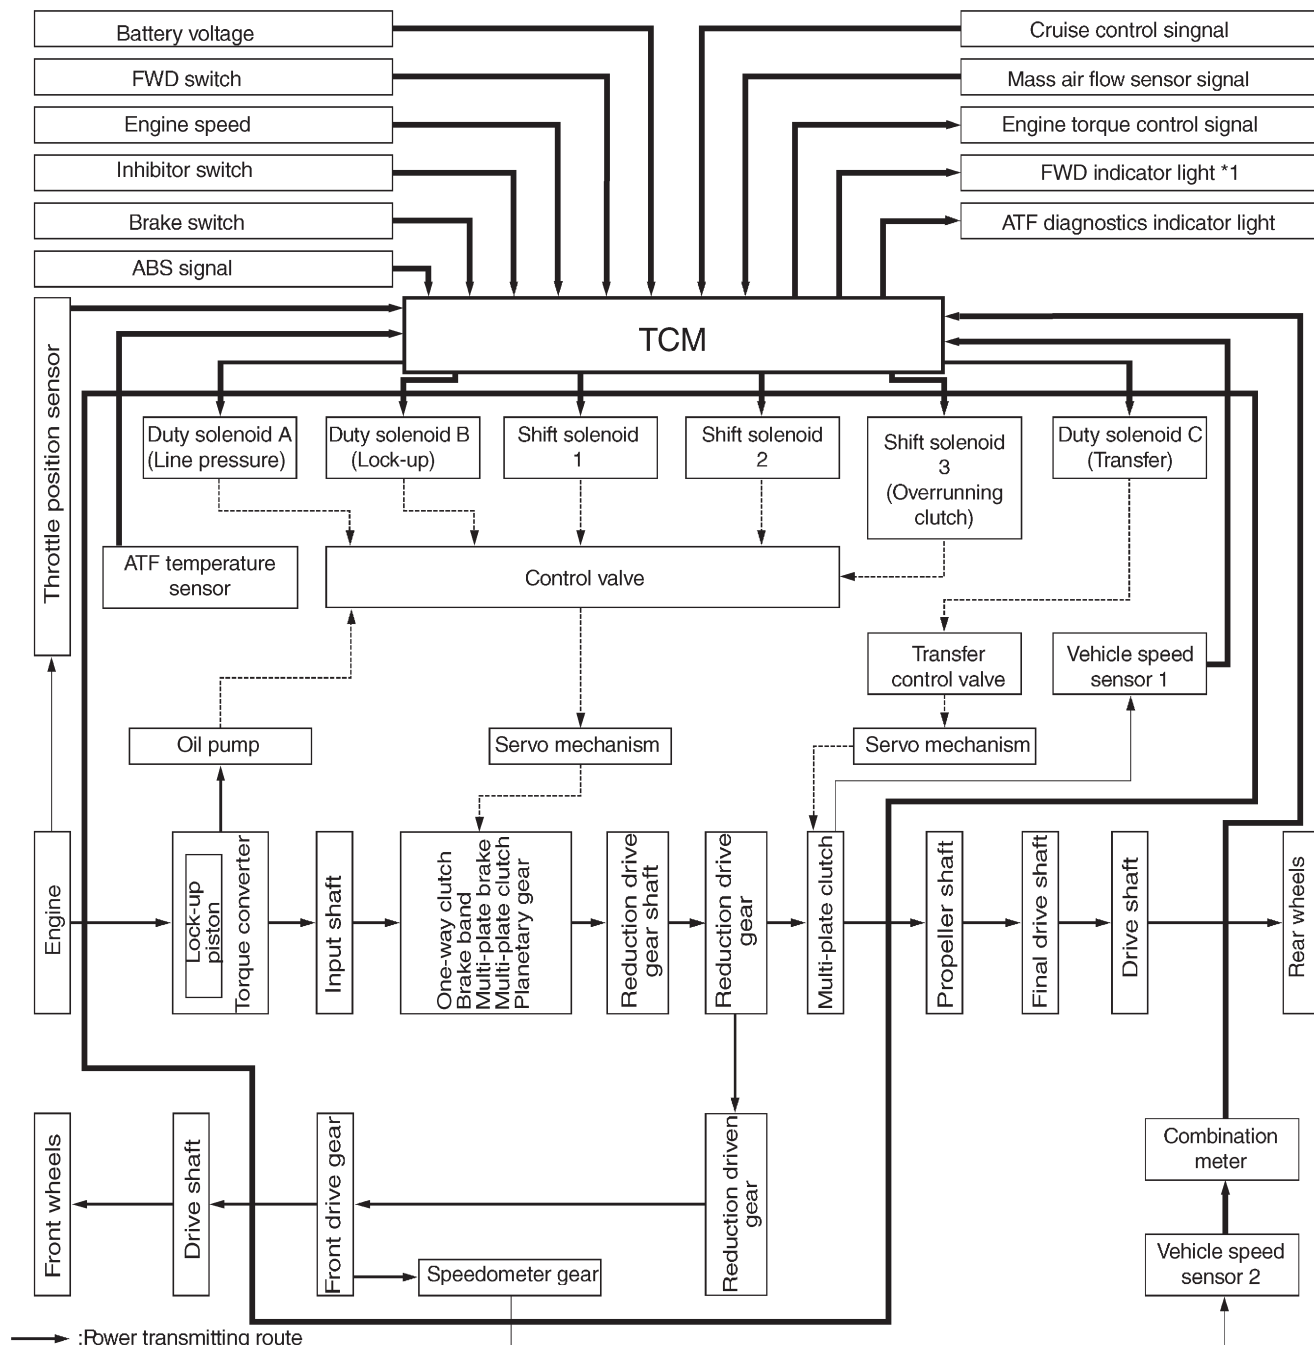 Battery voltage
FWD switch
Engine speed
Inhibitor switch
Brake switch
ABS signal
Cruise control singnal
Mass air flow sensor signal
Engine torque control signal
FWD indicator light *1
ATF diagnostics indicator light
TCM
Throttle position sensor
Duty solenoid A
(Line pressure)
Duty solenoid B
(Lock-up)
Shift solenoid
1
Shift solenoid
2
Shift solenoid
3
(Overrunning
clutch)
Duty solenoid C
(Transfer)
ATF temperature
sensor
Control valve
Transfer
control valve
Vehicle speed
sensor 1
Oil pump
Servo mechanism
Servo mechanism
Engine
Lock-up
piston
Torque converter
Input shaft
One-way clutch
Brake band
Multi-plate brake
Multi-plate clutch
Planetary gear
Reduction drive
gear shaft
Reduction drive
gear
Multi-plate clutch
Propeller shaft
Final drive shaft
Drive shaft
Rear wheels
Front wheels
Drive shaft
Front drive gear
Reduction driven
gear
Combination
meter
Speedometer gear
Vehicle speed
sensor 2
:Power transmitting route